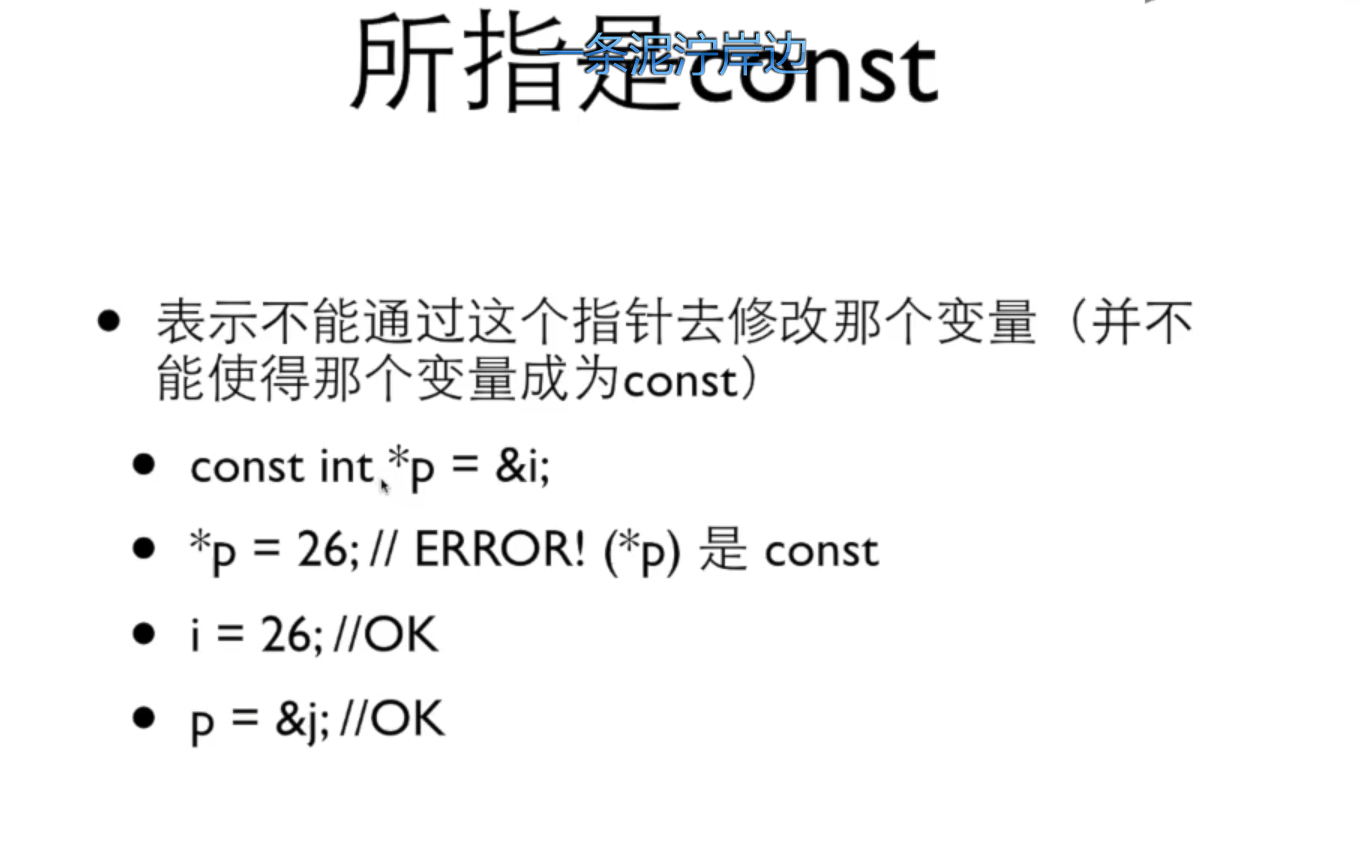 所指是const
一条泥泞岸边
• 表示不能通过这个指针去修改那个变量（并不
能使得那个变量成为const）
• const int *p = &i;
• *p = 26; // ERROR! (*p) 是 const
• i = 26; //OK
• p = &j; //OK